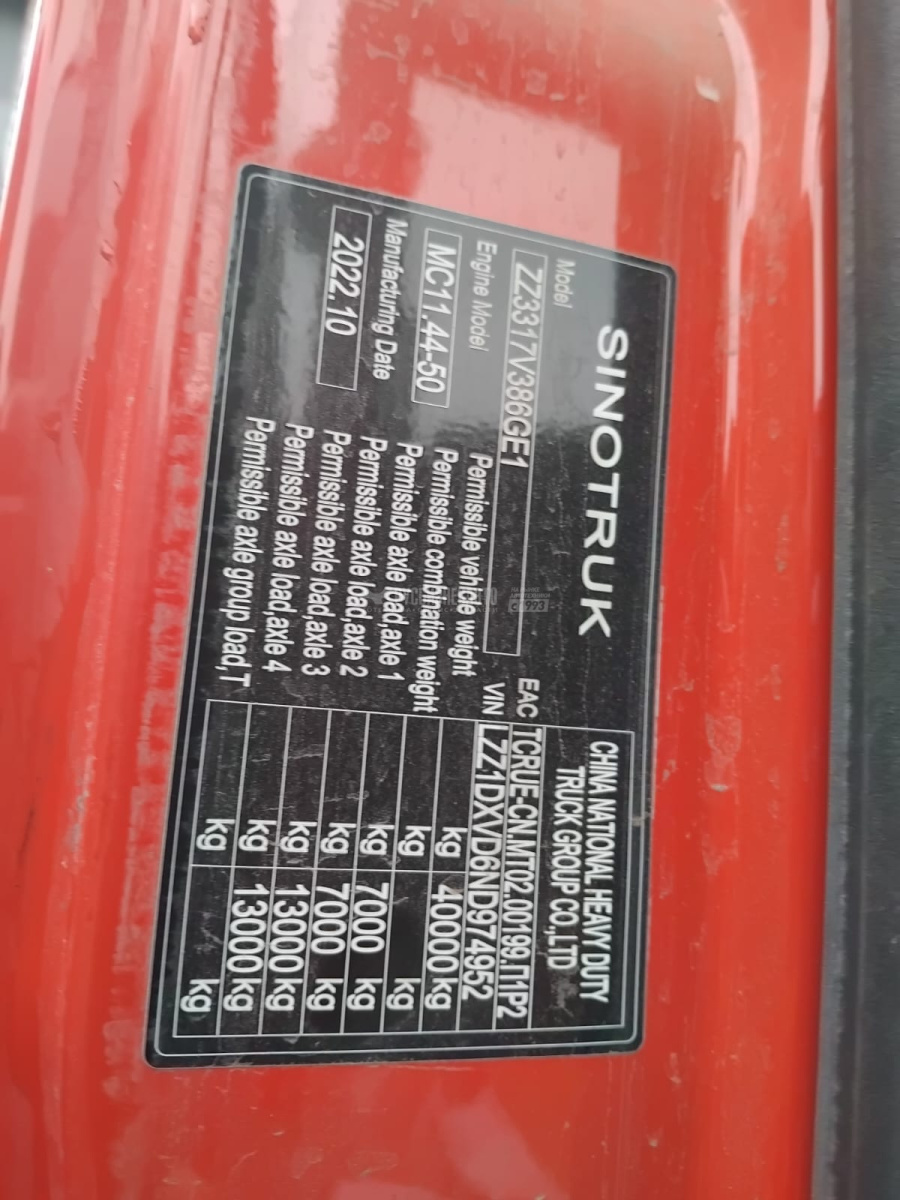 SINOTRUK
CHINA NATIONAL HEAVY DUTY
TRUCK GROUP CO.,LTD
Model
ZZ3317V386GE1
EAC TCRUE-CN.MT02.00199.П1P2
Engine Model
MC11.44-50
VIN LZZ1DXVD6ND974952
Manufacturing Date
2022.10
Permissible vehicle weight kg 40000 kg
Permissible combination weight kg kg
Permissible axle load,axle 1 kg 7000 kg
Permissible axle load,axle 2 kg 7000 kg
Permissible axle load,axle 3 kg 13000 kg
Permissible axle load,axle 4 kg 13000 kg
Permissible axle group load,T kg kg